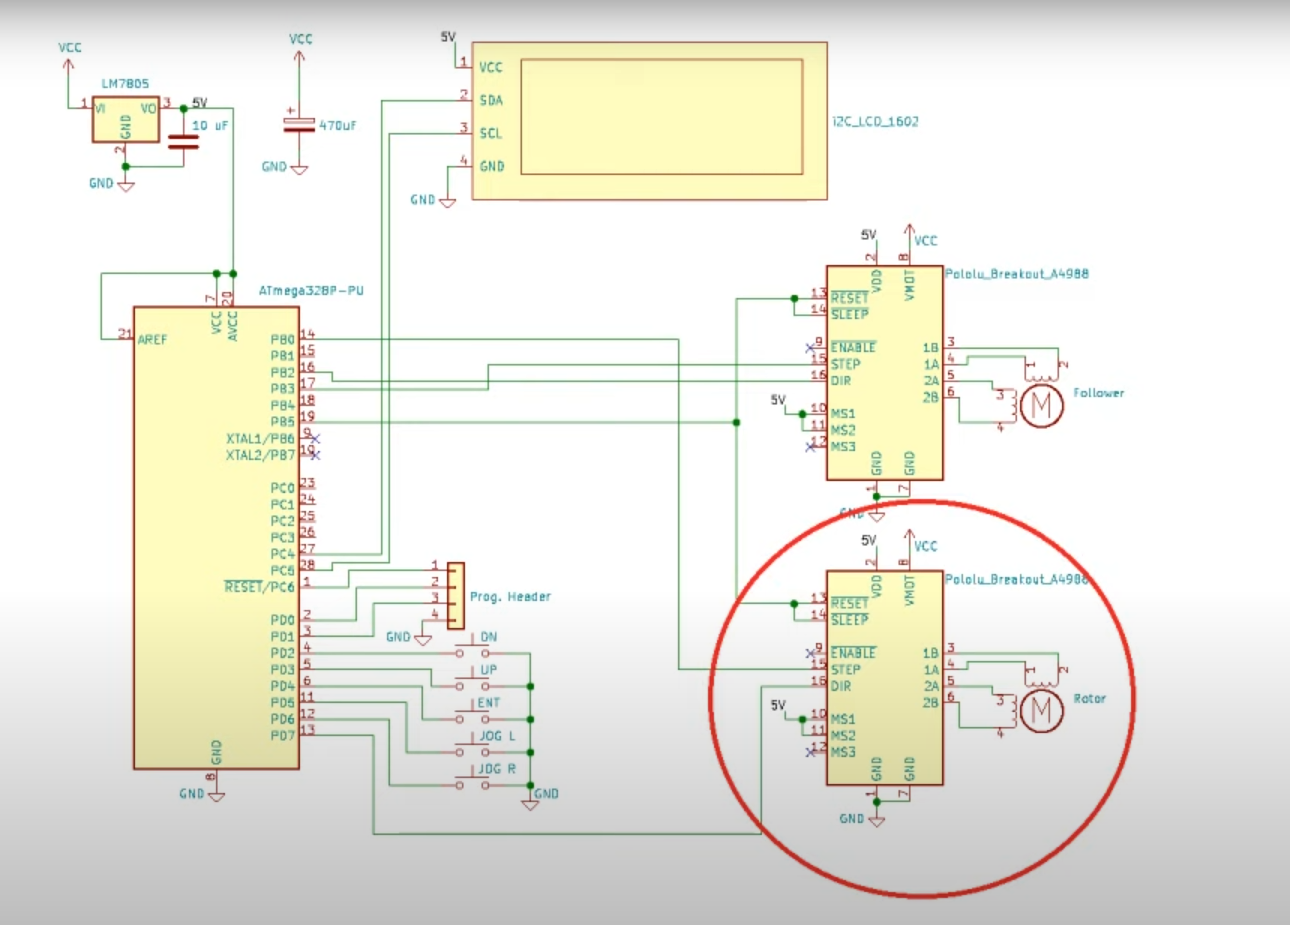 VCC
LM7805
1 VI VO 3 5V
GND
2
10 uF
GND
VCC
+
470uF
GND
5V
1 VCC
2 SDA
3 SCL
4 GND
GND
I2C_LCD_1602
ATmega328P-PU
7 20
VCC AVCC
21 AREF
PB0 14
PB1 15
PB2 16
PB3 17
PB4 18
PB5 19
XTAL1/PB6 9
XTAL2/PB7 10
PC0 23
PC1 24
PC2 25
PC3 26
PC4 27
PC5 28
RESET/PC6 1
PD0 2
PD1 3
PD2 4
PD3 5
PD4 6
PD5 11
PD6 12
PD7 13
GND
8
GND
1
2
3
4
Prog. Header
GND
DN
UP
ENT
JOG L
JOG R
GND
5V VCC
2 8
VDD VMOT
Pololu_Breakout_A4988
13 RESET
14 SLEEP
9 ENABLE
15 STEP
16 DIR
5V
10 MS1
11 MS2
12 MS3
1B 3
1A 4
2A 5
2B 6
GND GND
1 7
GND
1 2
3
4
M
Follower
5V VCC
2 8
VDD VMOT
Pololu_Breakout_A4988
13 RESET
14 SLEEP
9 ENABLE
15 STEP
16 DIR
5V
10 MS1
11 MS2
12 MS3
1B 3
1A 4
2A 5
2B 6
GND GND
1 7
GND
1 2
3
4
M
Rotor